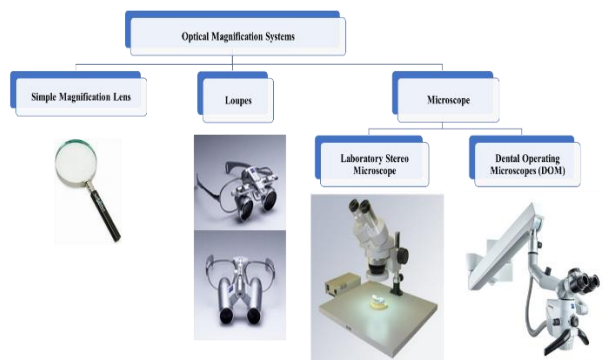 Optical Magnification Systems
Simple Magnification Lens
Loupes
Microscope
Laboratory Stereo
Microscope
Dental Operating
Microscopes (DOM)